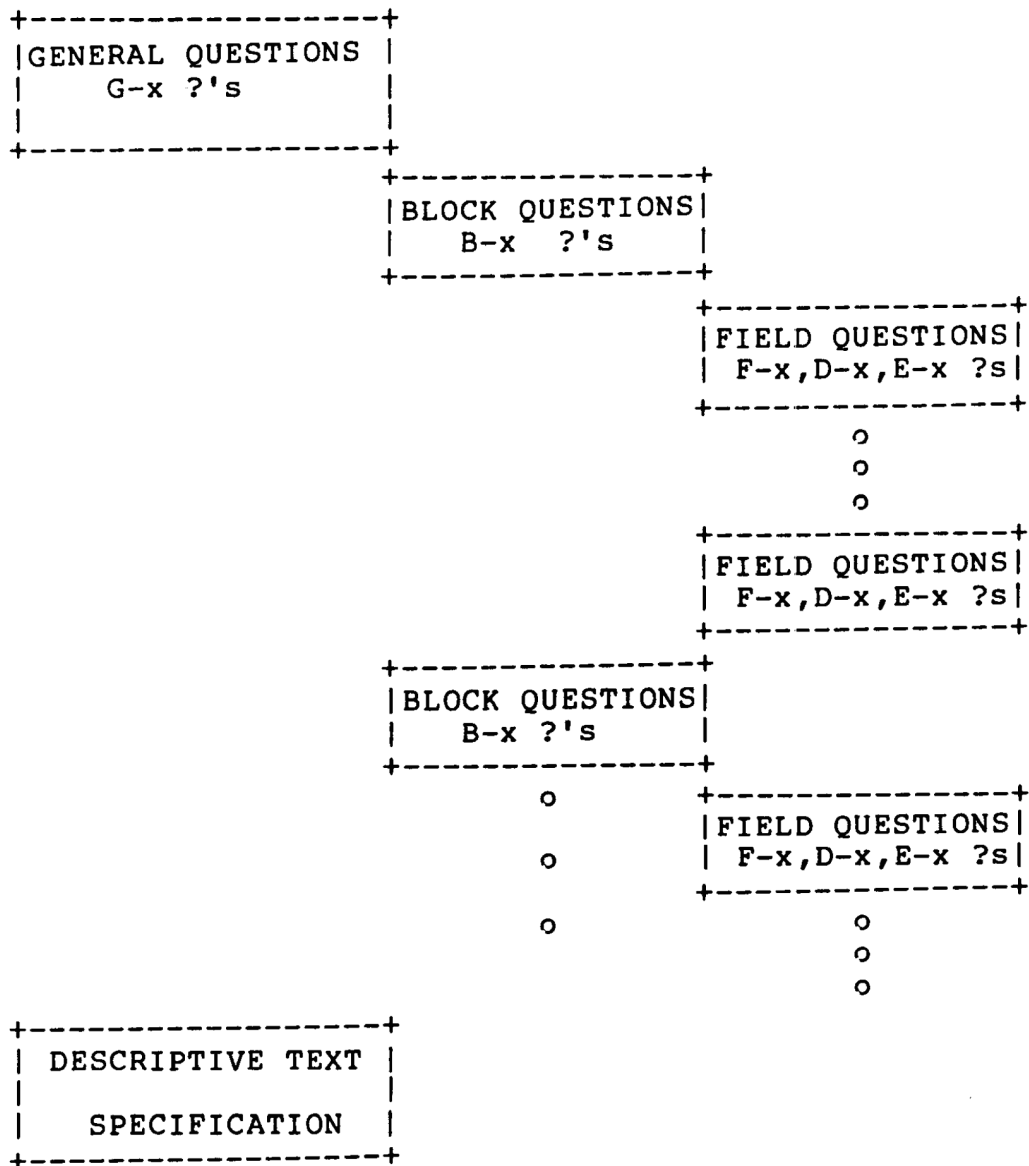 GENERAL QUESTIONS
G-x ?'s
BLOCK QUESTIONS
B-x ?'s
FIELD QUESTIONS
F-x,D-x,E-x ?s
FIELD QUESTIONS
F-x,D-x,E-x ?s
BLOCK QUESTIONS
B-x ?'s
FIELD QUESTIONS
F-x,D-x,E-x ?s
DESCRIPTIVE TEXT
SPECIFICATION